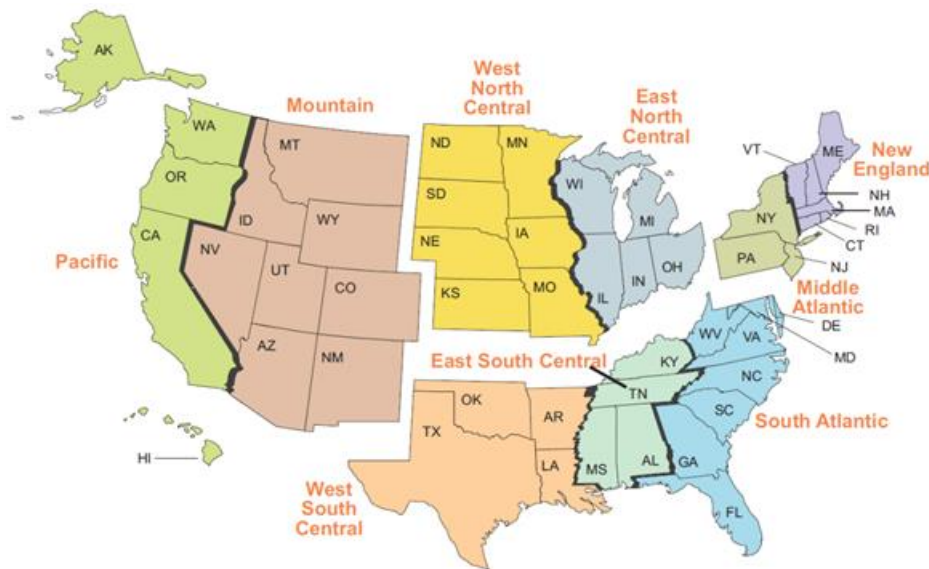 AK
West
North
Central
Mountain
East
North
Central
WA
MT
ND
MN
VT
ME
New
England
OR
ID
WY
SD
WI
MI
NY
NH
MA
RI
CT
CA
NV
NE
IA
PA
NJ
Pacific
UT
CO
KS
MO
IL
IN
OH
Middle
Atlantic
AZ
NM
WV
VA
DE
MD
East South Central
KY
TN
NC
OK
AR
SC
South Atlantic
TX
HI
LA
MS
AL
GA
West
South
Central
FL